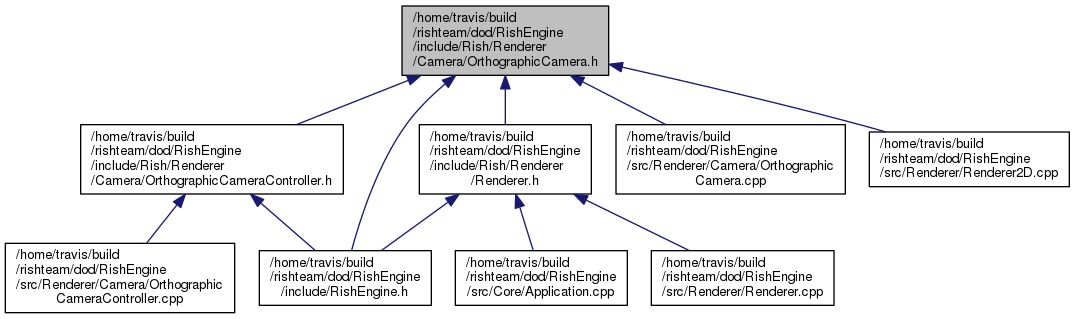 /home/travis/build
/rishteam/dod/RishEngine
/include/Rish/Renderer
/Camera/OrthographicCamera.h
/home/travis/build
/rishteam/dod/RishEngine
/include/Rish/Renderer
/Camera/OrthographicCameraController.h
/home/travis/build
/rishteam/dod/RishEngine
/include/Rish/Renderer
/Renderer.h
/home/travis/build
/rishteam/dod/RishEngine
/src/Renderer/Camera/Orthographic
Camera.cpp
/home/travis/build
/rishteam/dod/RishEngine
/src/Renderer/Renderer2D.cpp
/home/travis/build
/rishteam/dod/RishEngine
/src/Renderer/Camera/Orthographic
CameraController.cpp
/home/travis/build
/rishteam/dod/RishEngine
/include/RishEngine.h
/home/travis/build
/rishteam/dod/RishEngine
/src/Core/Application.cpp
/home/travis/build
/rishteam/dod/RishEngine
/src/Renderer/Renderer.cpp